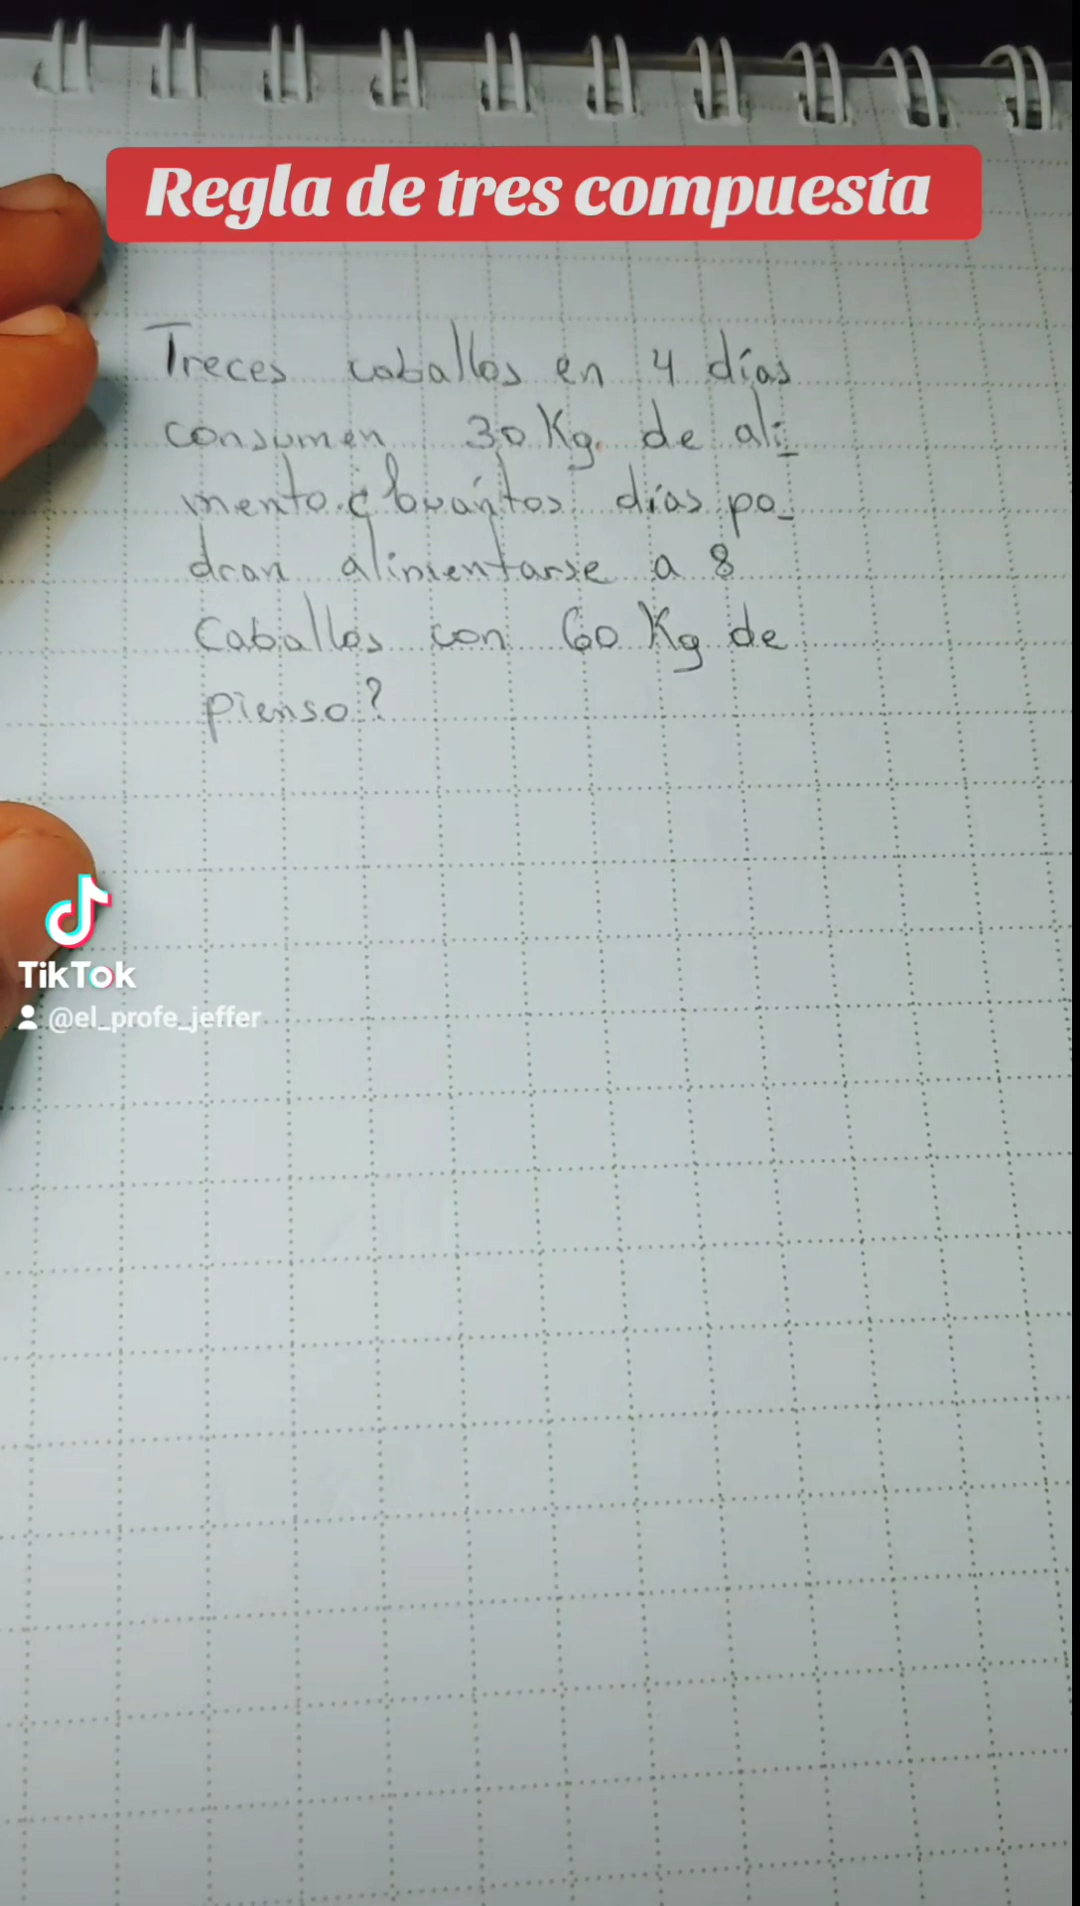 Regla de tres compuesta
Treces caballos en 4 días
consumen 30 Kg. de ali_
mento. ¿Cuántos días po_
dran alimentarse a 8
Caballos con 60 Kg de
pienso?
TikTok
@el_profe_jeffer